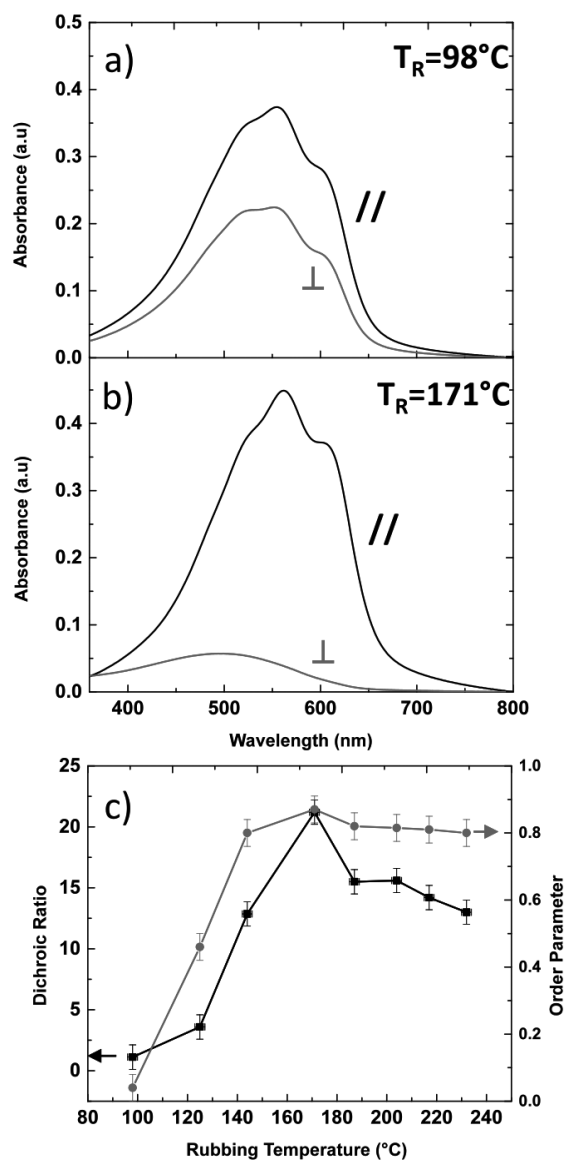 a)
T_R=98°C
0.5
0.4
0.3
0.2
0.1
0.0
Absorbance (a.u)
//
⊥
b)
T_R=171°C
0.4
0.3
0.2
0.1
0.0
Absorbance (a.u)
//
⊥
400 500 600 700 800
Wavelength (nm)
c)
25
20
15
10
5
0
Dichroic Ratio
1.0
0.8
0.6
0.4
0.2
0.0
Order Parameter
80 100 120 140 160 180 200 220 240
Rubbing Temperature (°C)